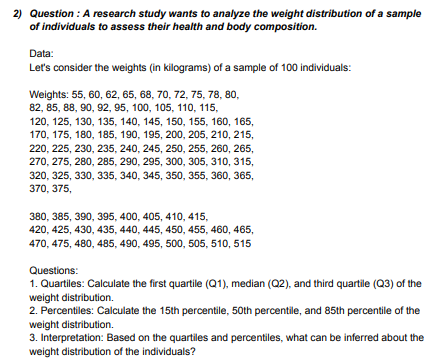 2) Question : A research study wants to analyze the weight distribution of a sample
of individuals to assess their health and body composition.
Data:
Let's consider the weights (in kilograms) of a sample of 100 individuals:
Weights: 55, 60, 62, 65, 68, 70, 72, 75, 78, 80,
82, 85, 88, 90, 92, 95, 100, 105, 110, 115,
120, 125, 130, 135, 140, 145, 150, 155, 160, 165,
170, 175, 180, 185, 190, 195, 200, 205, 210, 215,
220, 225, 230, 235, 240, 245, 250, 255, 260, 265,
270, 275, 280, 285, 290, 295, 300, 305, 310, 315,
320, 325, 330, 335, 340, 345, 350, 355, 360, 365,
370, 375,
380, 385, 390, 395, 400, 405, 410, 415,
420, 425, 430, 435, 440, 445, 450, 455, 460, 465,
470, 475, 480, 485, 490, 495, 500, 505, 510, 515
Questions:
1. Quartiles: Calculate the first quartile (Q1), median (Q2), and third quartile (Q3) of the
weight distribution.
2. Percentiles: Calculate the 15th percentile, 50th percentile, and 85th percentile of the
weight distribution.
3. Interpretation: Based on the quartiles and percentiles, what can be inferred about the
weight distribution of the individuals?